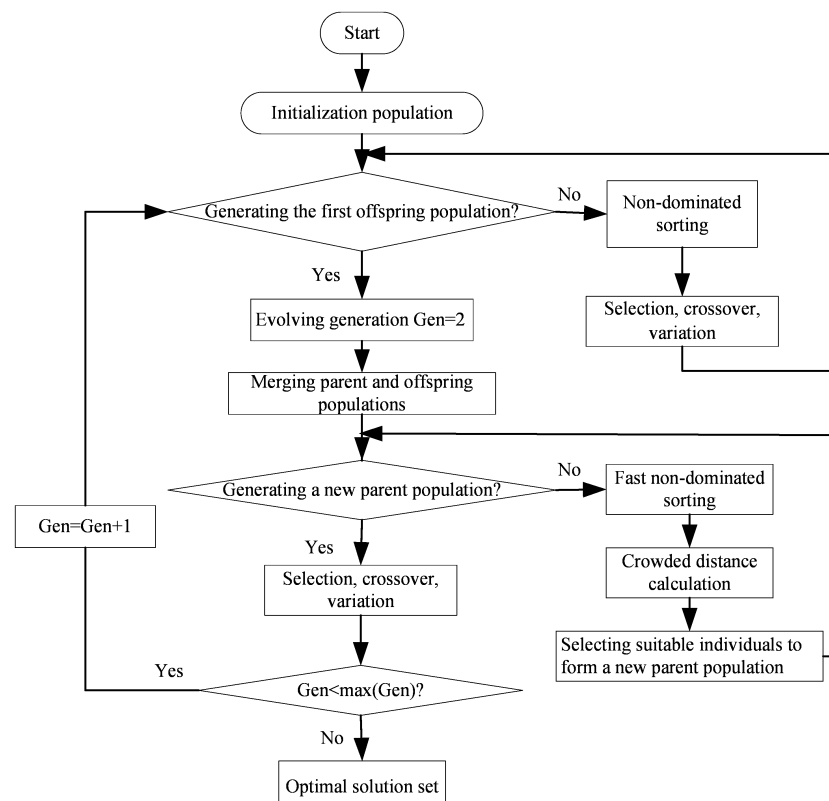 Start
Initialization population
Generating the first offspring population?
No
Non-dominated
sorting
Yes
Selection, crossover,
variation
Evolving generation Gen=2
Merging parent and offspring
populations
Generating a new parent population?
No
Fast non-dominated
sorting
Gen=Gen+1
Yes
Crowded distance
calculation
Selection, crossover,
variation
Selecting suitable individuals to
form a new parent population
Yes
Gen<max(Gen)?
No
Optimal solution set